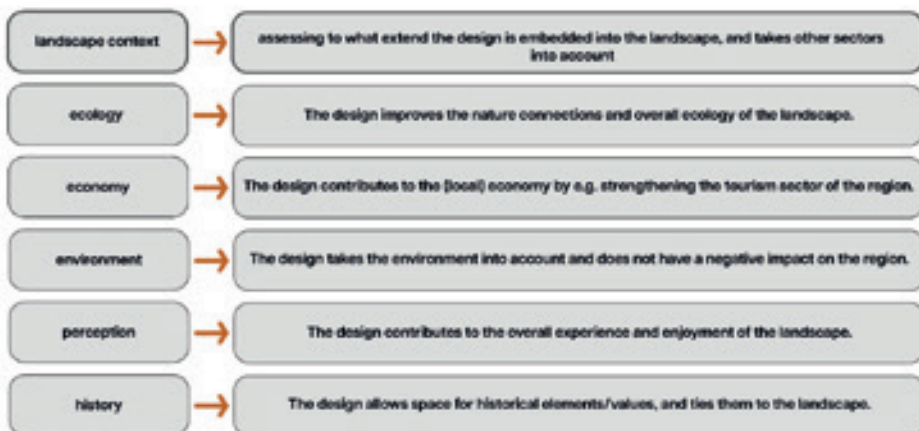 landscape context
assessing to what extend the design is embedded into the landscape, and takes other sectors
into account
ecology
The design improves the nature connections and overall ecology of the landscape.
economy
The design contributes to the (local) economy by e.g. strengthening the tourism sector of the region.
environment
The design takes the environment into account and does not have a negative impact on the region.
perception
The design contributes to the overall experience and enjoyment of the landscape.
history
The design allows space for historical elements/values, and ties them to the landscape.